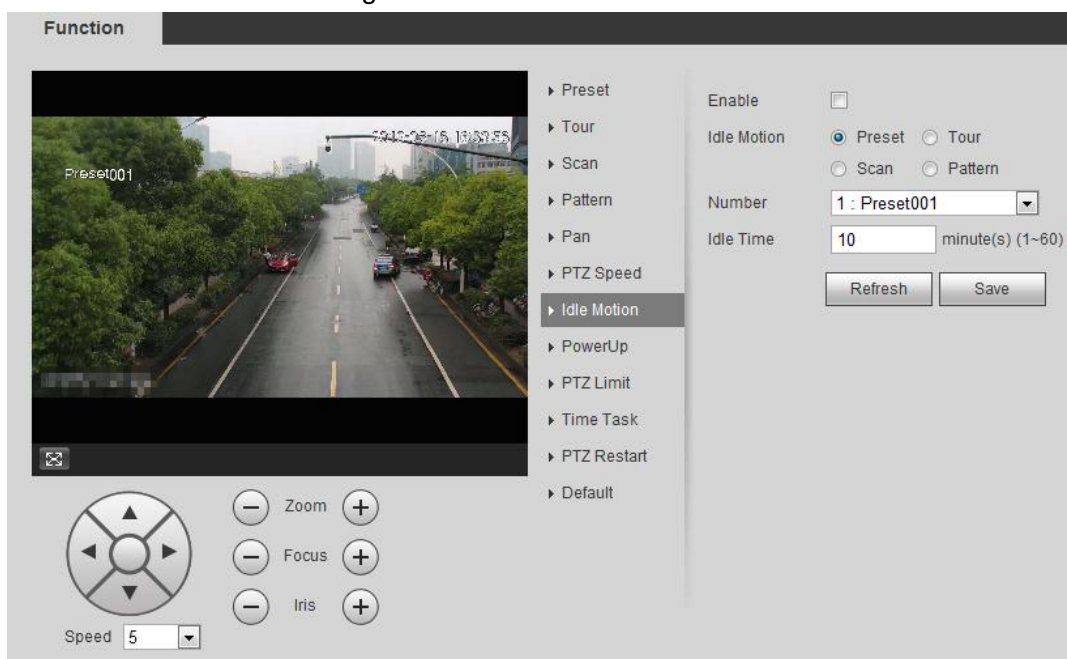 Function
Preset001
Preset
Tour
Scan
Pattern
Pan
PTZ Speed
Idle Motion
PowerUp
PTZ Limit
Time Task
PTZ Restart
Default
Enable
Idle Motion
Preset Tour
Scan Pattern
Number 1 : Preset001
Idle Time 10 minute(s) (1~60)
Refresh Save
Zoom
Focus
Iris
Speed 5